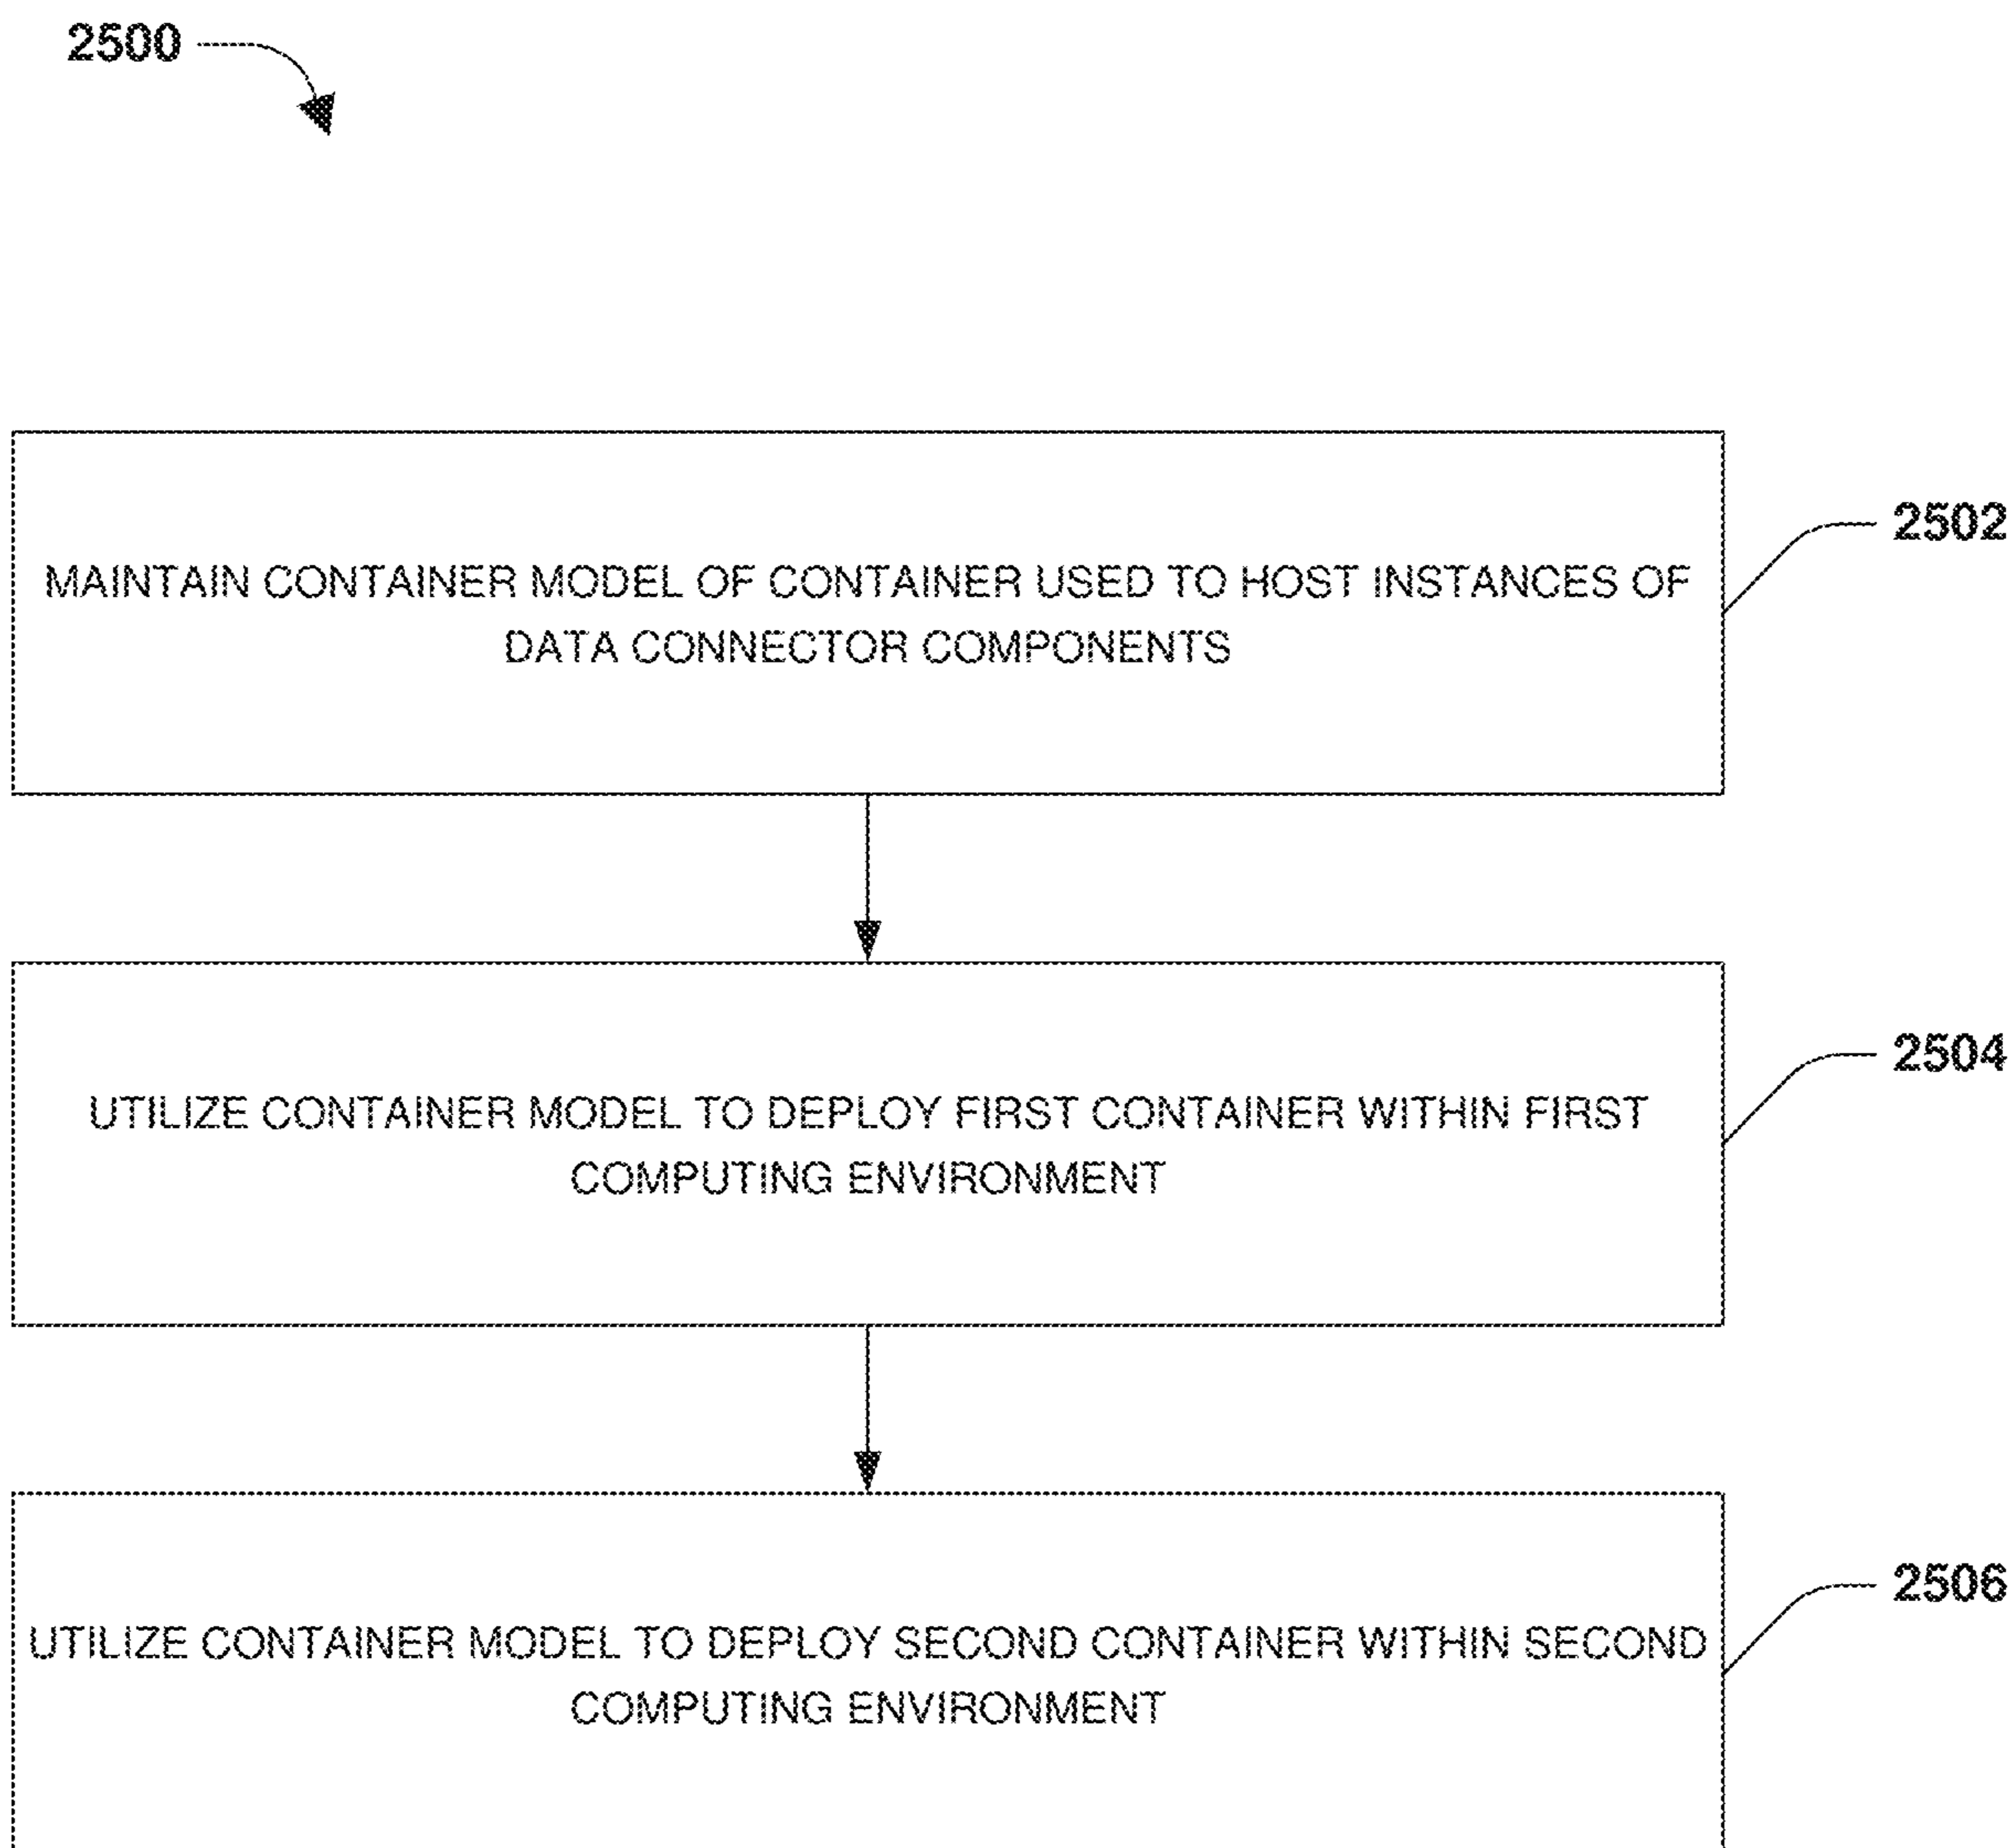 2500
MAINTAIN CONTAINER MODEL OF CONTAINER USED TO HOST INSTANCES OF
DATA CONNECTOR COMPONENTS
2502
UTILIZE CONTAINER MODEL TO DEPLOY FIRST CONTAINER WITHIN FIRST
COMPUTING ENVIRONMENT
2504
UTILIZE CONTAINER MODEL TO DEPLOY SECOND CONTAINER WITHIN SECOND
COMPUTING ENVIRONMENT
2506